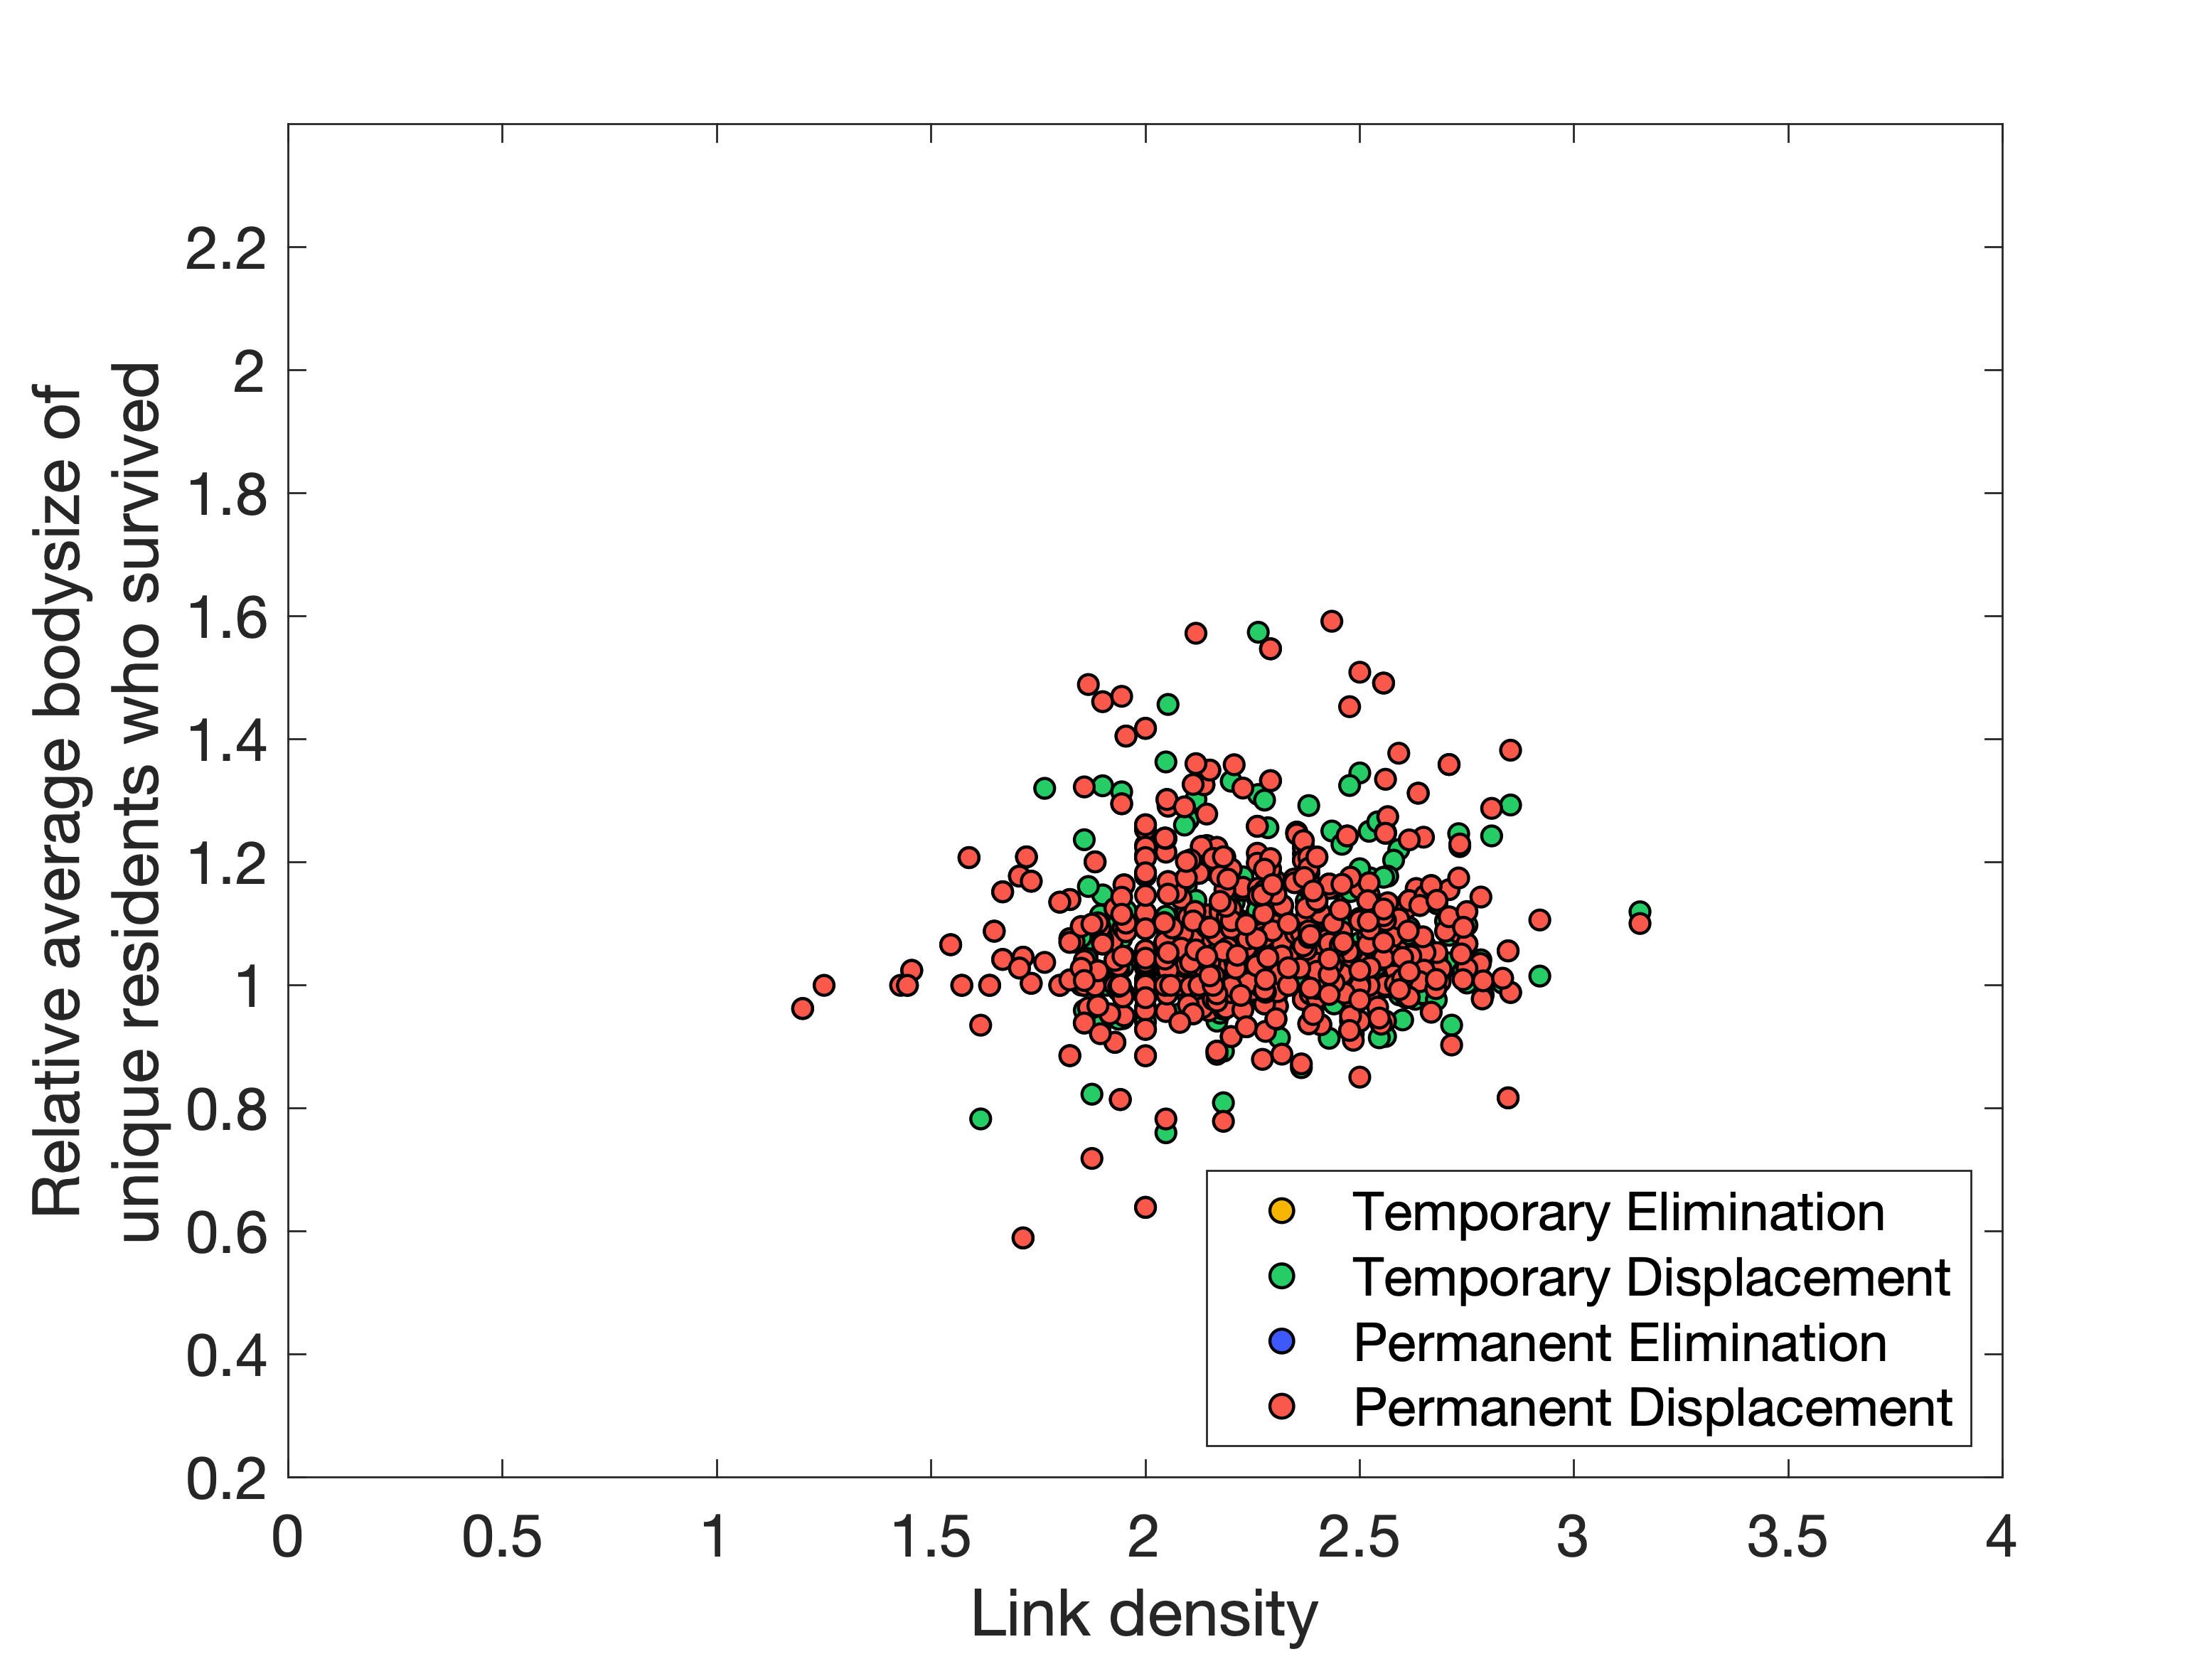 Relative average bodysize of
unique residents who survived
2.2
2
1.8
1.6
1.4
1.2
1
0.8
0.6
0.4
0.2
Temporary Elimination
Temporary Displacement
Permanent Elimination
Permanent Displacement
0
0.5
1
1.5
2
2.5
3
3.5
4
Link density